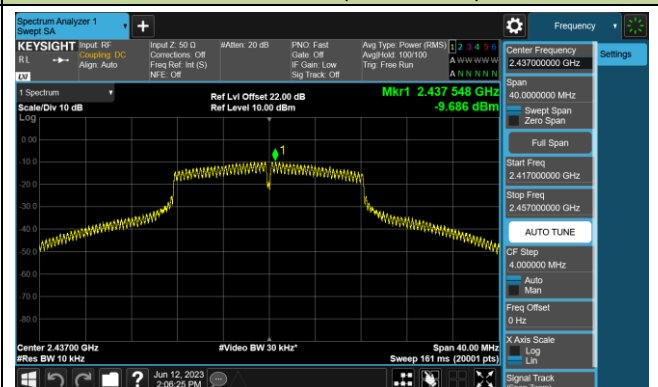 Spectrum Analyzer 1
Swept SA
Frequency
KEYSIGHT
RL
LXI
Input: RF
Coupling: DC
Align: Auto
Input Z: 50 Ω
Corrections: Off
Freq Ref: Int (S)
NFE: Off
#Atten: 20 dB
PNO: Fast
Gate: Off
IF Gain: Low
Sig Track: Off
Avg Type: Power (RMS)
Avg|Hold: 100/100
Trig: Free Run
1 2 3 4 5 6
A W W W W W
A N N N N N
Center Frequency
2.437000000 GHz
Settings
Span
40.0000000 MHz
Swept Span
Zero Span
Full Span
Start Freq
2.417000000 GHz
Stop Freq
2.457000000 GHz
AUTO TUNE
CF Step
4.000000 MHz
Auto
Man
Freq Offset
0 Hz
X Axis Scale
Log
Lin
Signal Track
(Span Zoom)
1 Spectrum
Scale/Div 10 dB
Ref Lvl Offset 22.00 dB
Ref Level 10.00 dBm
Mkr1 2.437 548 GHz
-9.686 dBm
Log
1
0.00
-10.0
-20.0
-30.0
-40.0
-50.0
-60.0
-70.0
-80.0
Center 2.43700 GHz
#Res BW 10 kHz
#Video BW 30 kHz*
Span 40.00 MHz
Sweep 161 ms (20001 pts)
?
Jun 12, 2023
2:06:25 PM